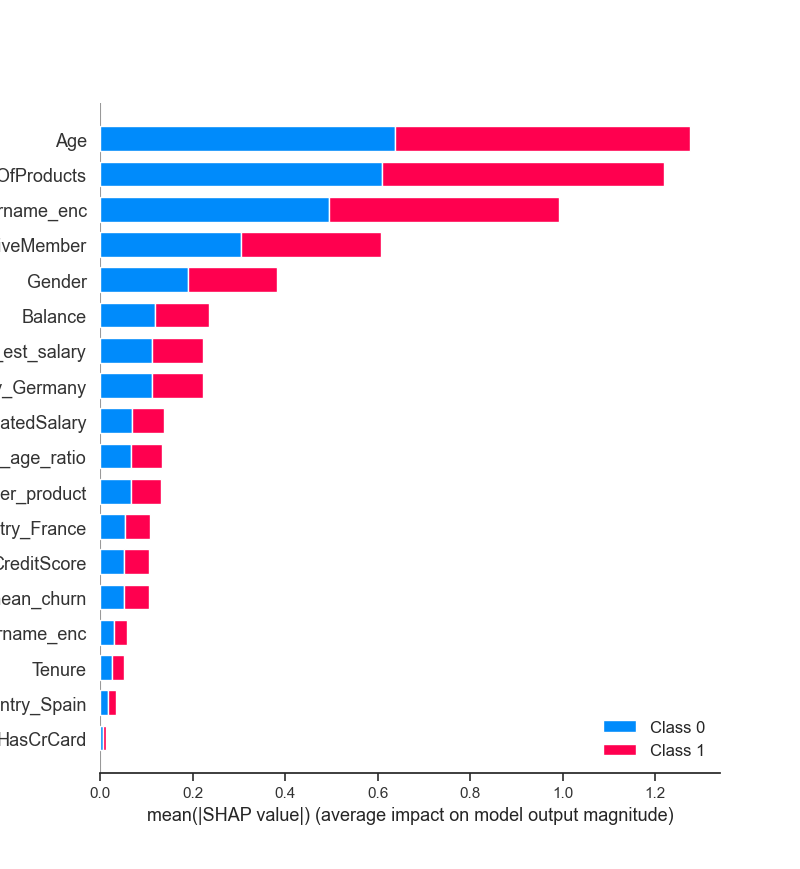 Age
OfProducts
rname_enc
iveMember
Gender
Balance
_est_salary
y_Germany
atedSalary
_age_ratio
er_product
try_France
CreditScore
ean_churn
rname_enc
Tenure
ntry_Spain
HasCrCard
Class 0
Class 1
0.0 0.2 0.4 0.6 0.8 1.0 1.2
mean(|SHAP value|) (average impact on model output magnitude)